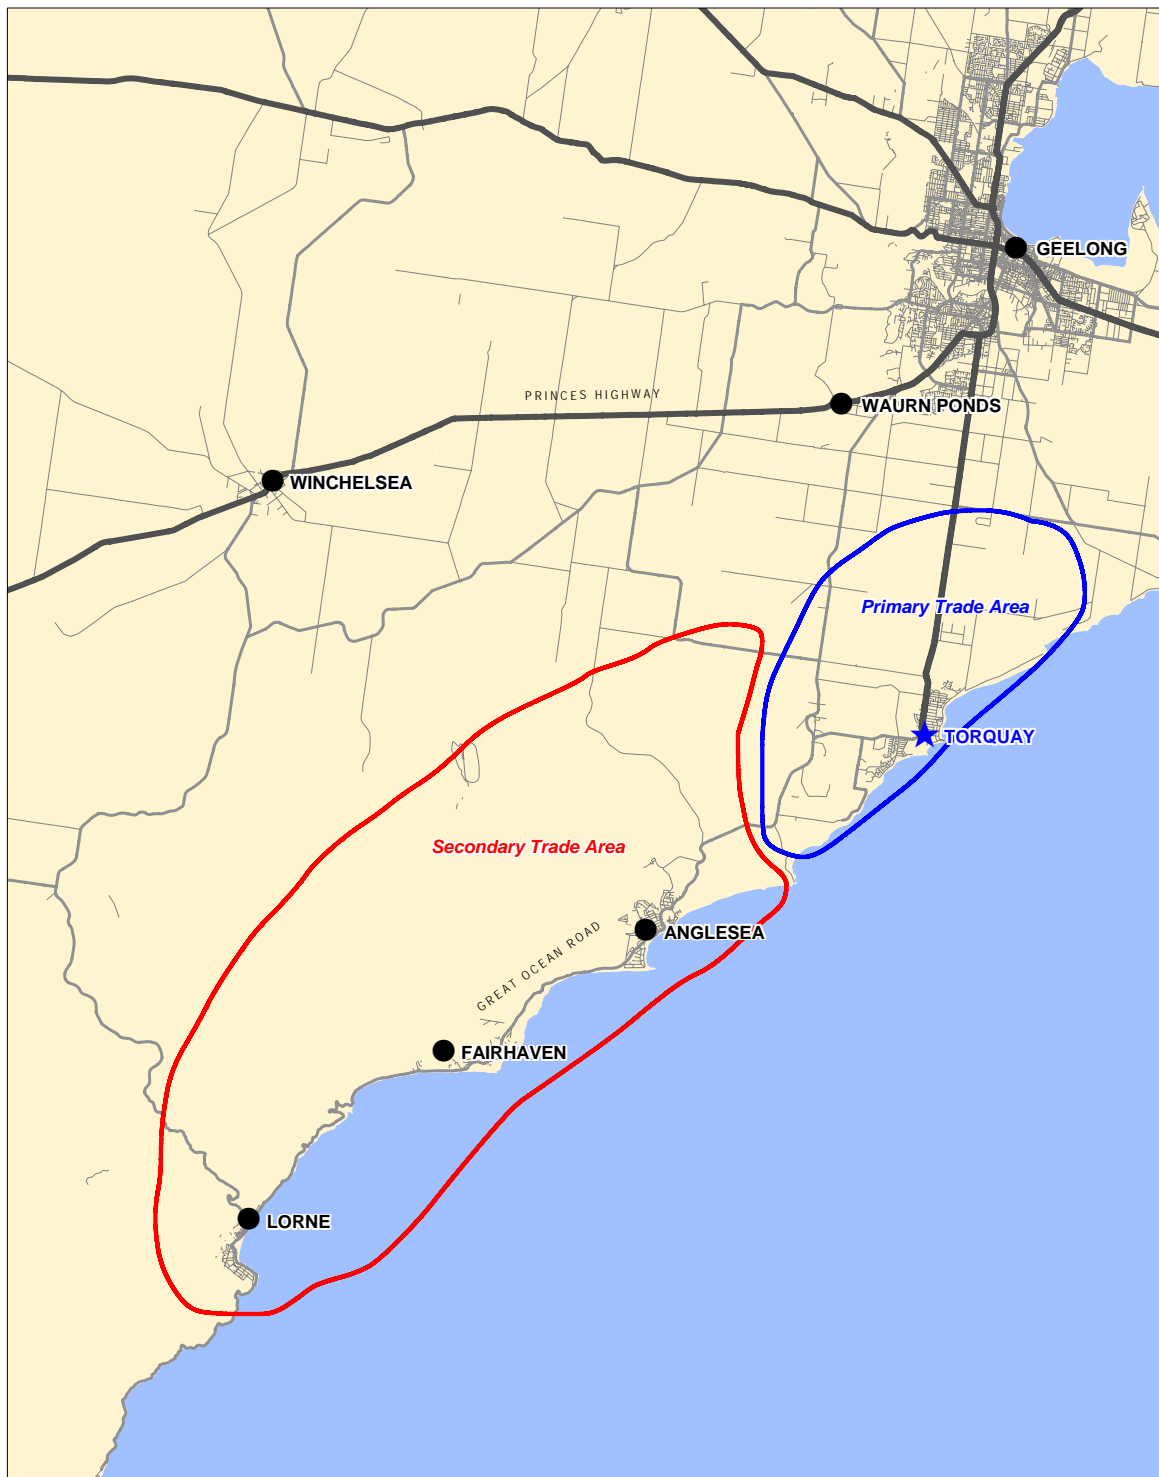 GEELONG
PRINCES HIGHWAY
WAURN PONDS
WINCHELSEA
Primary Trade Area
TORQUAY
Secondary Trade Area
ANGLESEA
GREAT OCEAN ROAD
FAIRHAVEN
LORNE